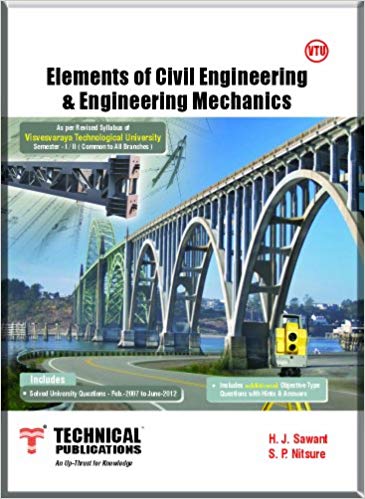 VTU
Elements of Civil Engineering
& Engineering Mechanics
As per Revised Syllabus of
Visvesvaraya Technological University
Semester - I / II ( Common to All Branches )
Includes
• Solved University Questions - Feb.-2007 to June-2012
• Includes additional Objective Type
Questions with Hints & Answers
TECHNICAL
PUBLICATIONS
An Up-Thrust for Knowledge
H. J. Sawant
S. P. Nitsure